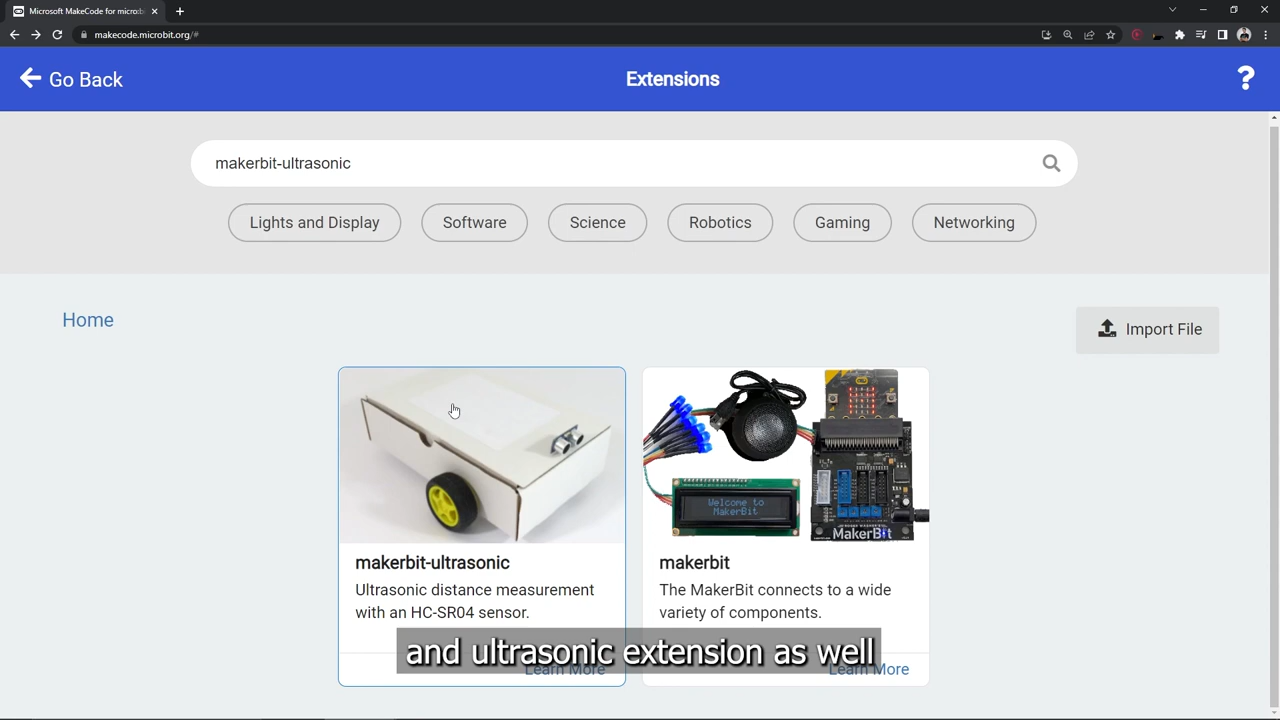 Microsoft MakeCode for micro:bi
makecode.microbit.org/#
Go Back
Extensions
?
makerbit-ultrasonic
Lights and Display
Software
Science
Robotics
Gaming
Networking
Home
Import File
Welcome to
MakerBit
MakerBit
makerbit-ultrasonic
Ultrasonic distance measurement
with an HC-SR04 sensor.
makerbit
The MakerBit connects to a wide
variety of components.
and ultrasonic extension as well
Learn More
Learn More